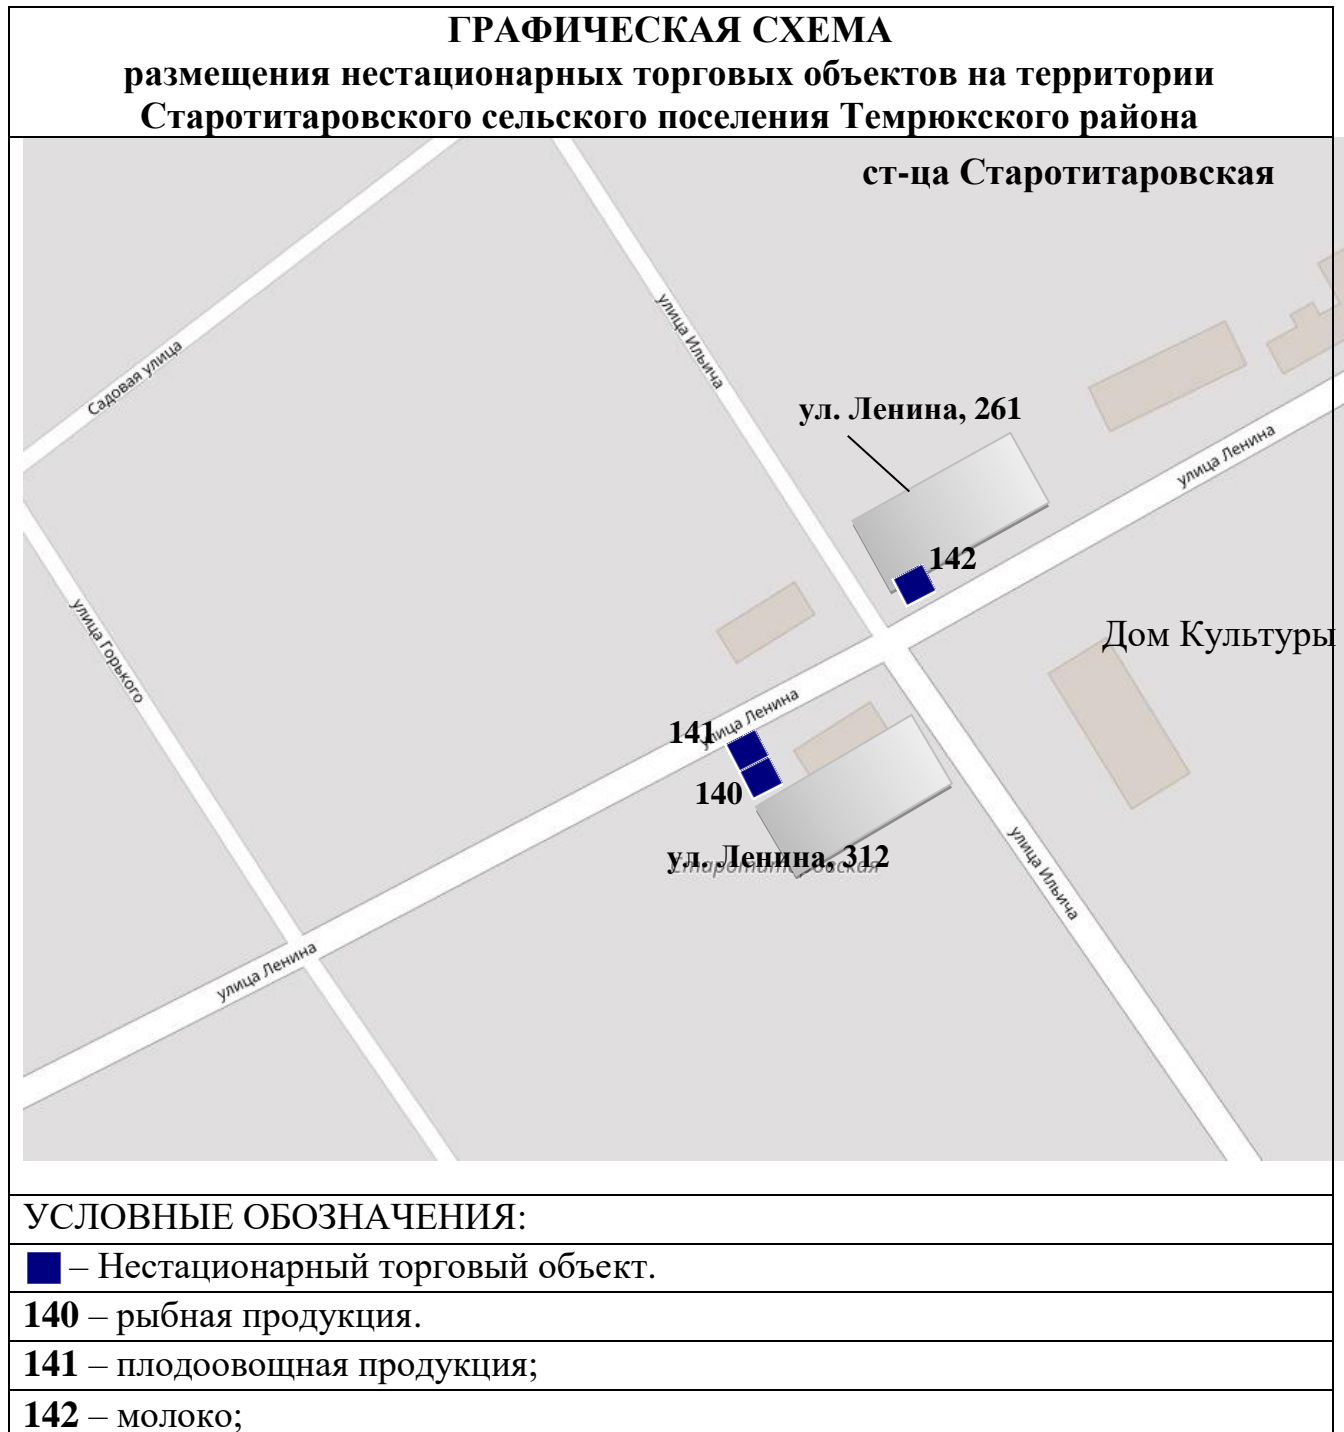 ГРАФИЧЕСКАЯ СХЕМА
размещения нестационарных торговых объектов на территории
Старотитаровского сельского поселения Темрюкского района
ст-ца Старотитаровская
улица Ильича
Садовая улица
ул. Ленина, 261
улица Ленина
142
улица Горького
Дом Культуры
141
улица Ленина
140
ул. Ленина, 312
Старотитаровская
улица Ильича
улица Ленина
УСЛОВНЫЕ ОБОЗНАЧЕНИЯ:
– Нестационарный торговый объект.
140 – рыбная продукция.
141 – плодоовощная продукция;
142 – молоко;